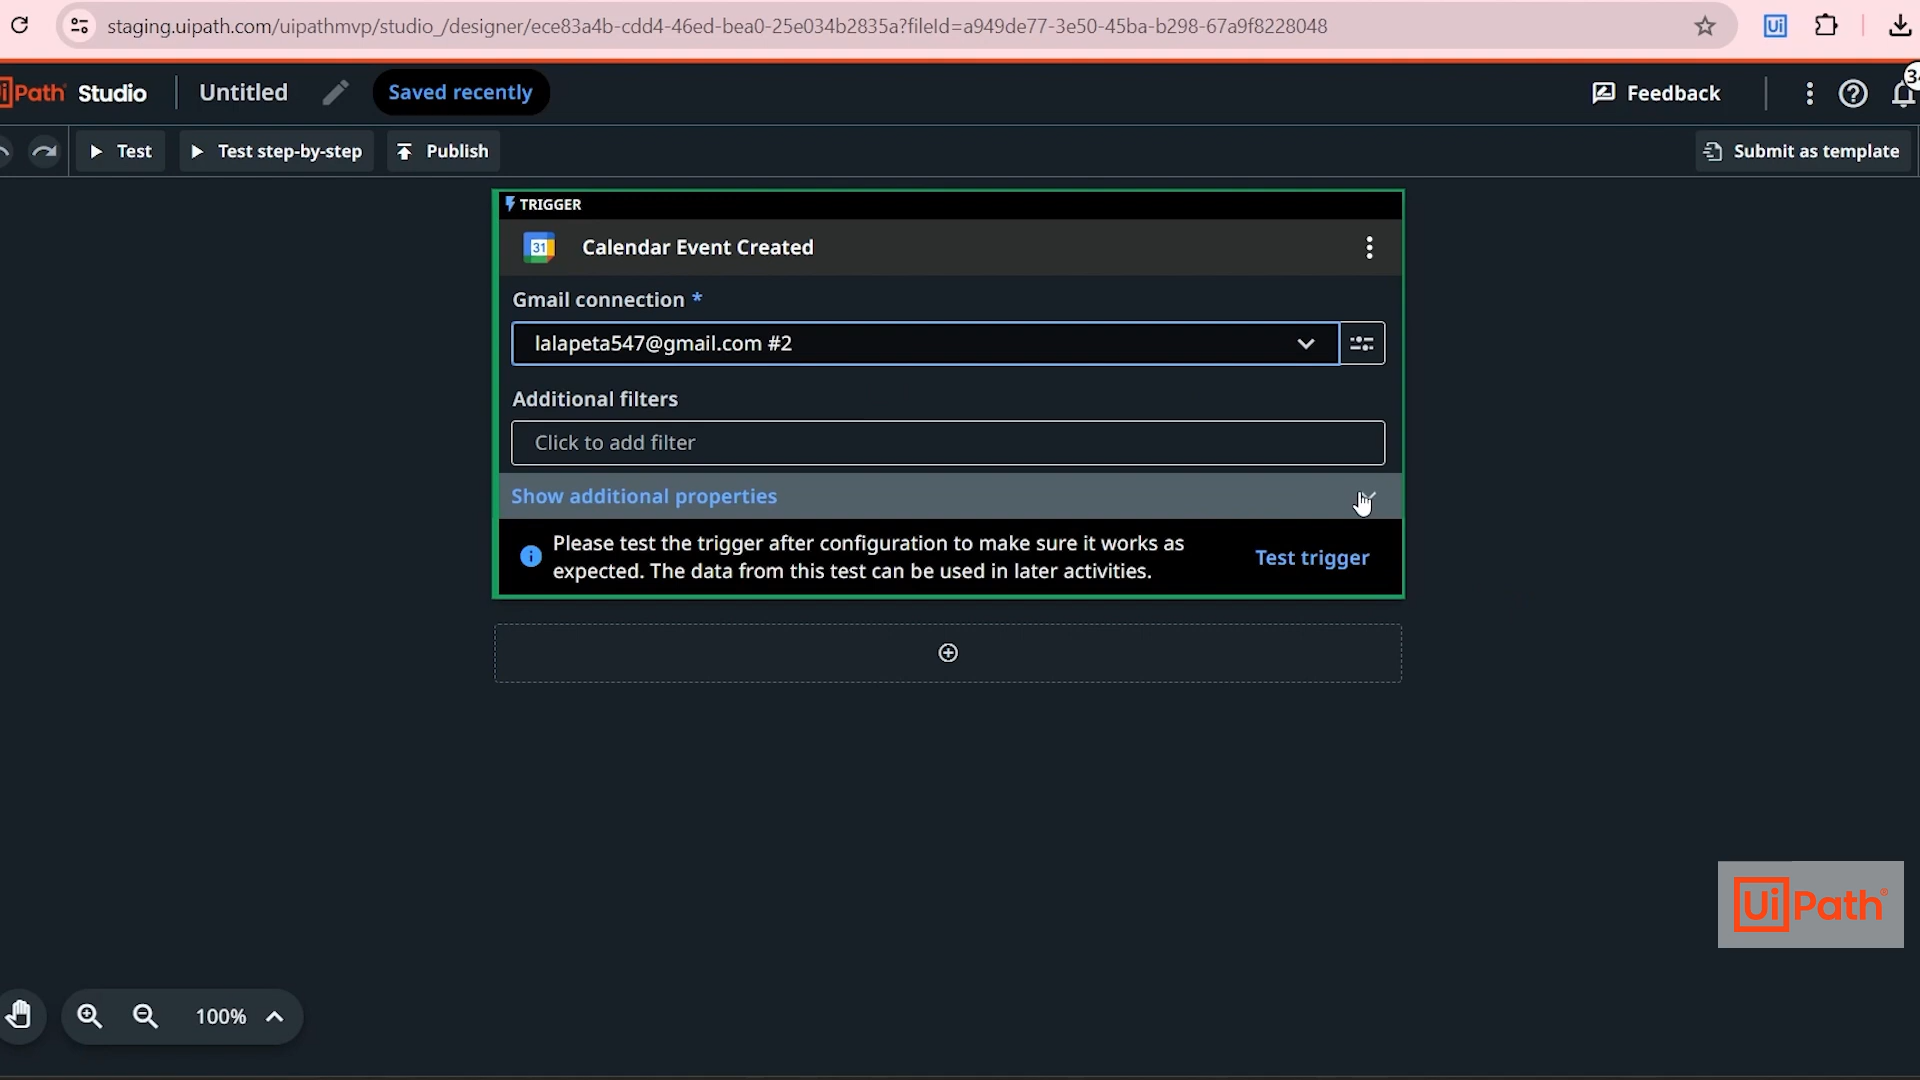 staging.uipath.com/uipathmvp/studio_/designer/ece83a4b-cdd4-46ed-bea0-25e034b2835a?fileId=a949de77-3e50-45ba-b298-67a9f8228048
Ui
UiPath Studio
Untitled
Saved recently
Feedback
Test
Test step-by-step
Publish
Submit as template
TRIGGER
31
Calendar Event Created
Gmail connection *
lalapeta547@gmail.com #2
Additional filters
Click to add filter
Show additional properties
Please test the trigger after configuration to make sure it works as
expected. The data from this test can be used in later activities.
Test trigger
UiPath®
100%